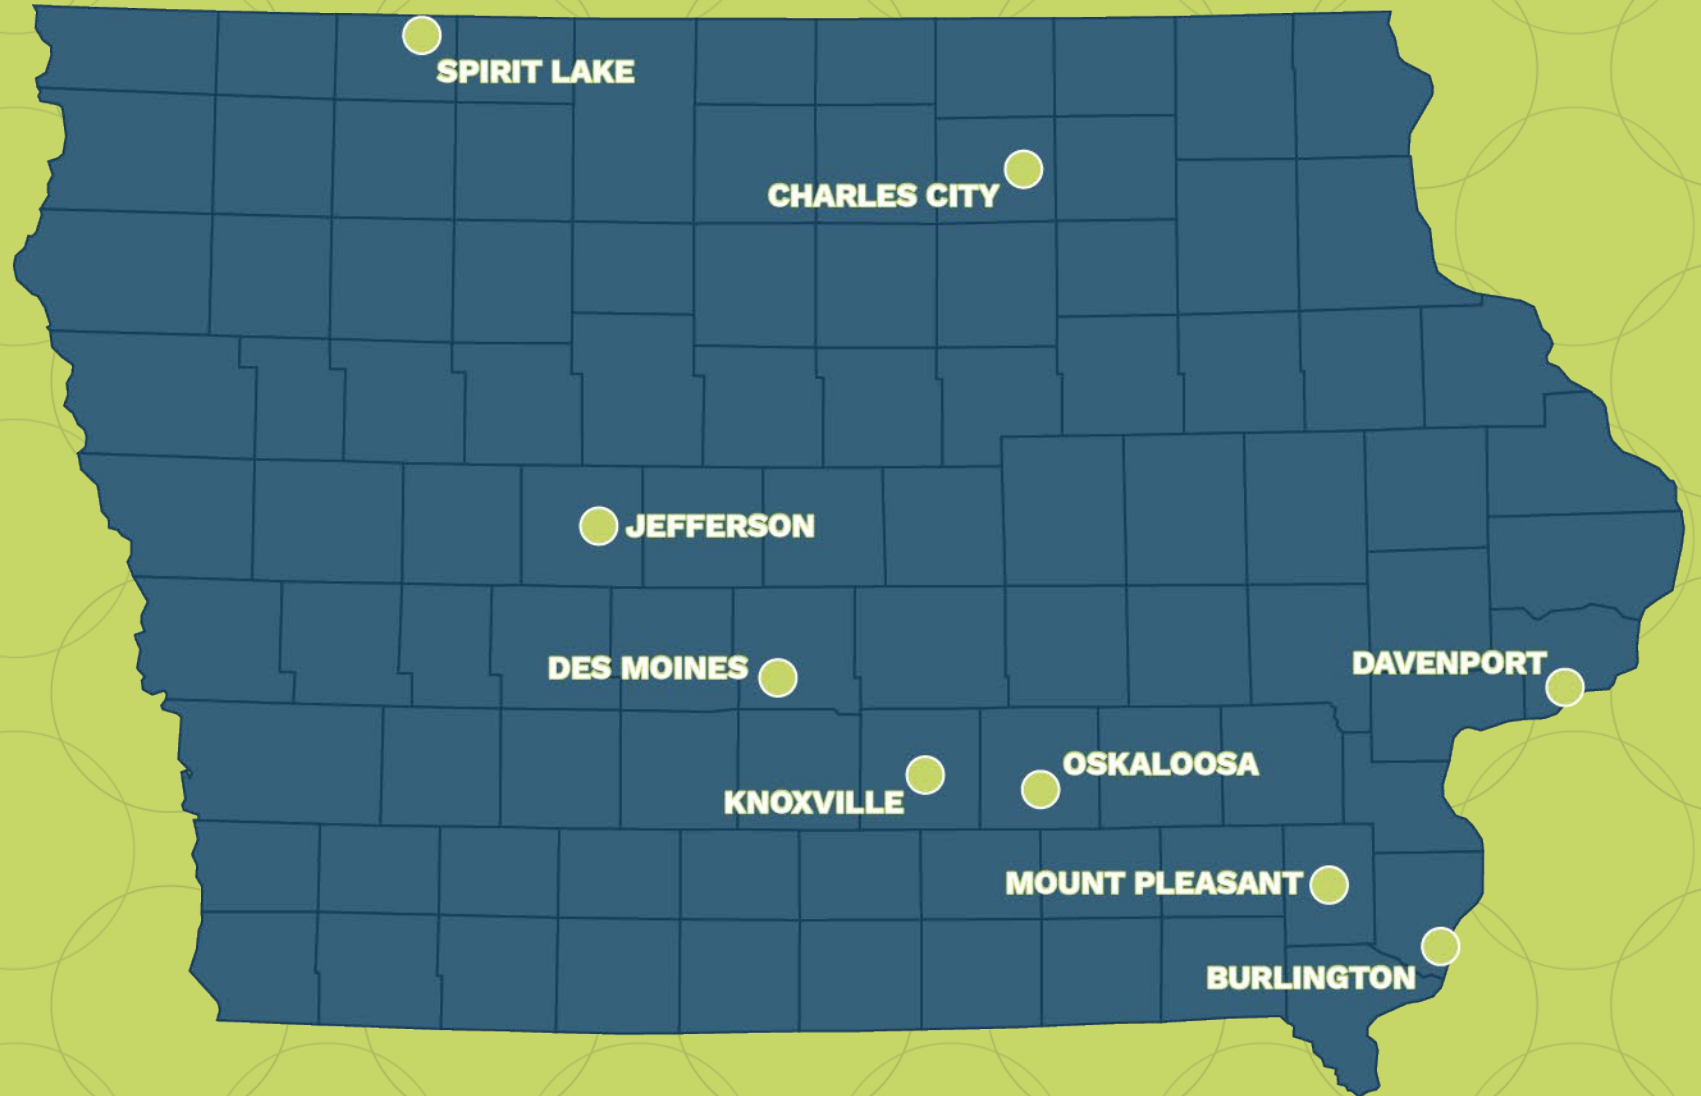 SPIRIT LAKE
CHARLES CITY
JEFFERSON
DES MOINES
DAVENPORT
OSKALOOSA
KNOXVILLE
MOUNT PLEASANT
BURLINGTON